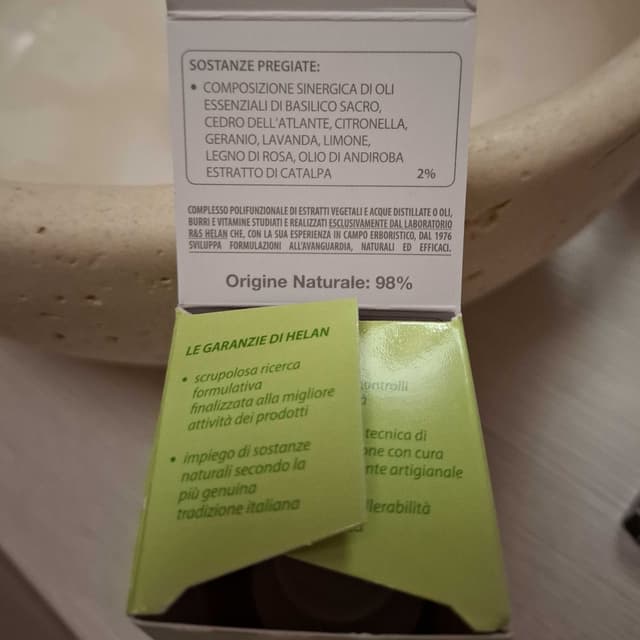 SOSTANZE PREGIATE:
• COMPOSIZIONE SINERGICA DI OLI
ESSENZIALI DI BASILICO SACRO,
CEDRO DELL'ATLANTE, CITRONELLA,
GERANIO, LAVANDA, LIMONE,
LEGNO DI ROSA, OLIO DI ANDIROBA
ESTRATTO DI CATALPA 2%
COMPLESSO POLIFUNZIONALE DI ESTRATTI VEGETALI E ACQUE DISTILLATE O OLI,
BURRI E VITAMINE STUDIATI E REALIZZATI ESCLUSIVAMENTE DAL LABORATORIO
R&S HELAN CHE, CON LA SUA ESPERIENZA IN CAMPO ERBORISTICO, DAL 1976
SVILUPPA FORMULAZIONI ALL'AVANGUARDIA, NATURALI ED EFFICACI.
Origine Naturale: 98%
LE GARANZIE DI HELAN
• scrupolosa ricerca
formulativa
finalizzata alla migliore
attività dei prodotti
• impiego di sostanze
naturali secondo la
più genuina
tradizione italiana
controlli
tecnica di
one con cura
nte artigianale
llerabilità